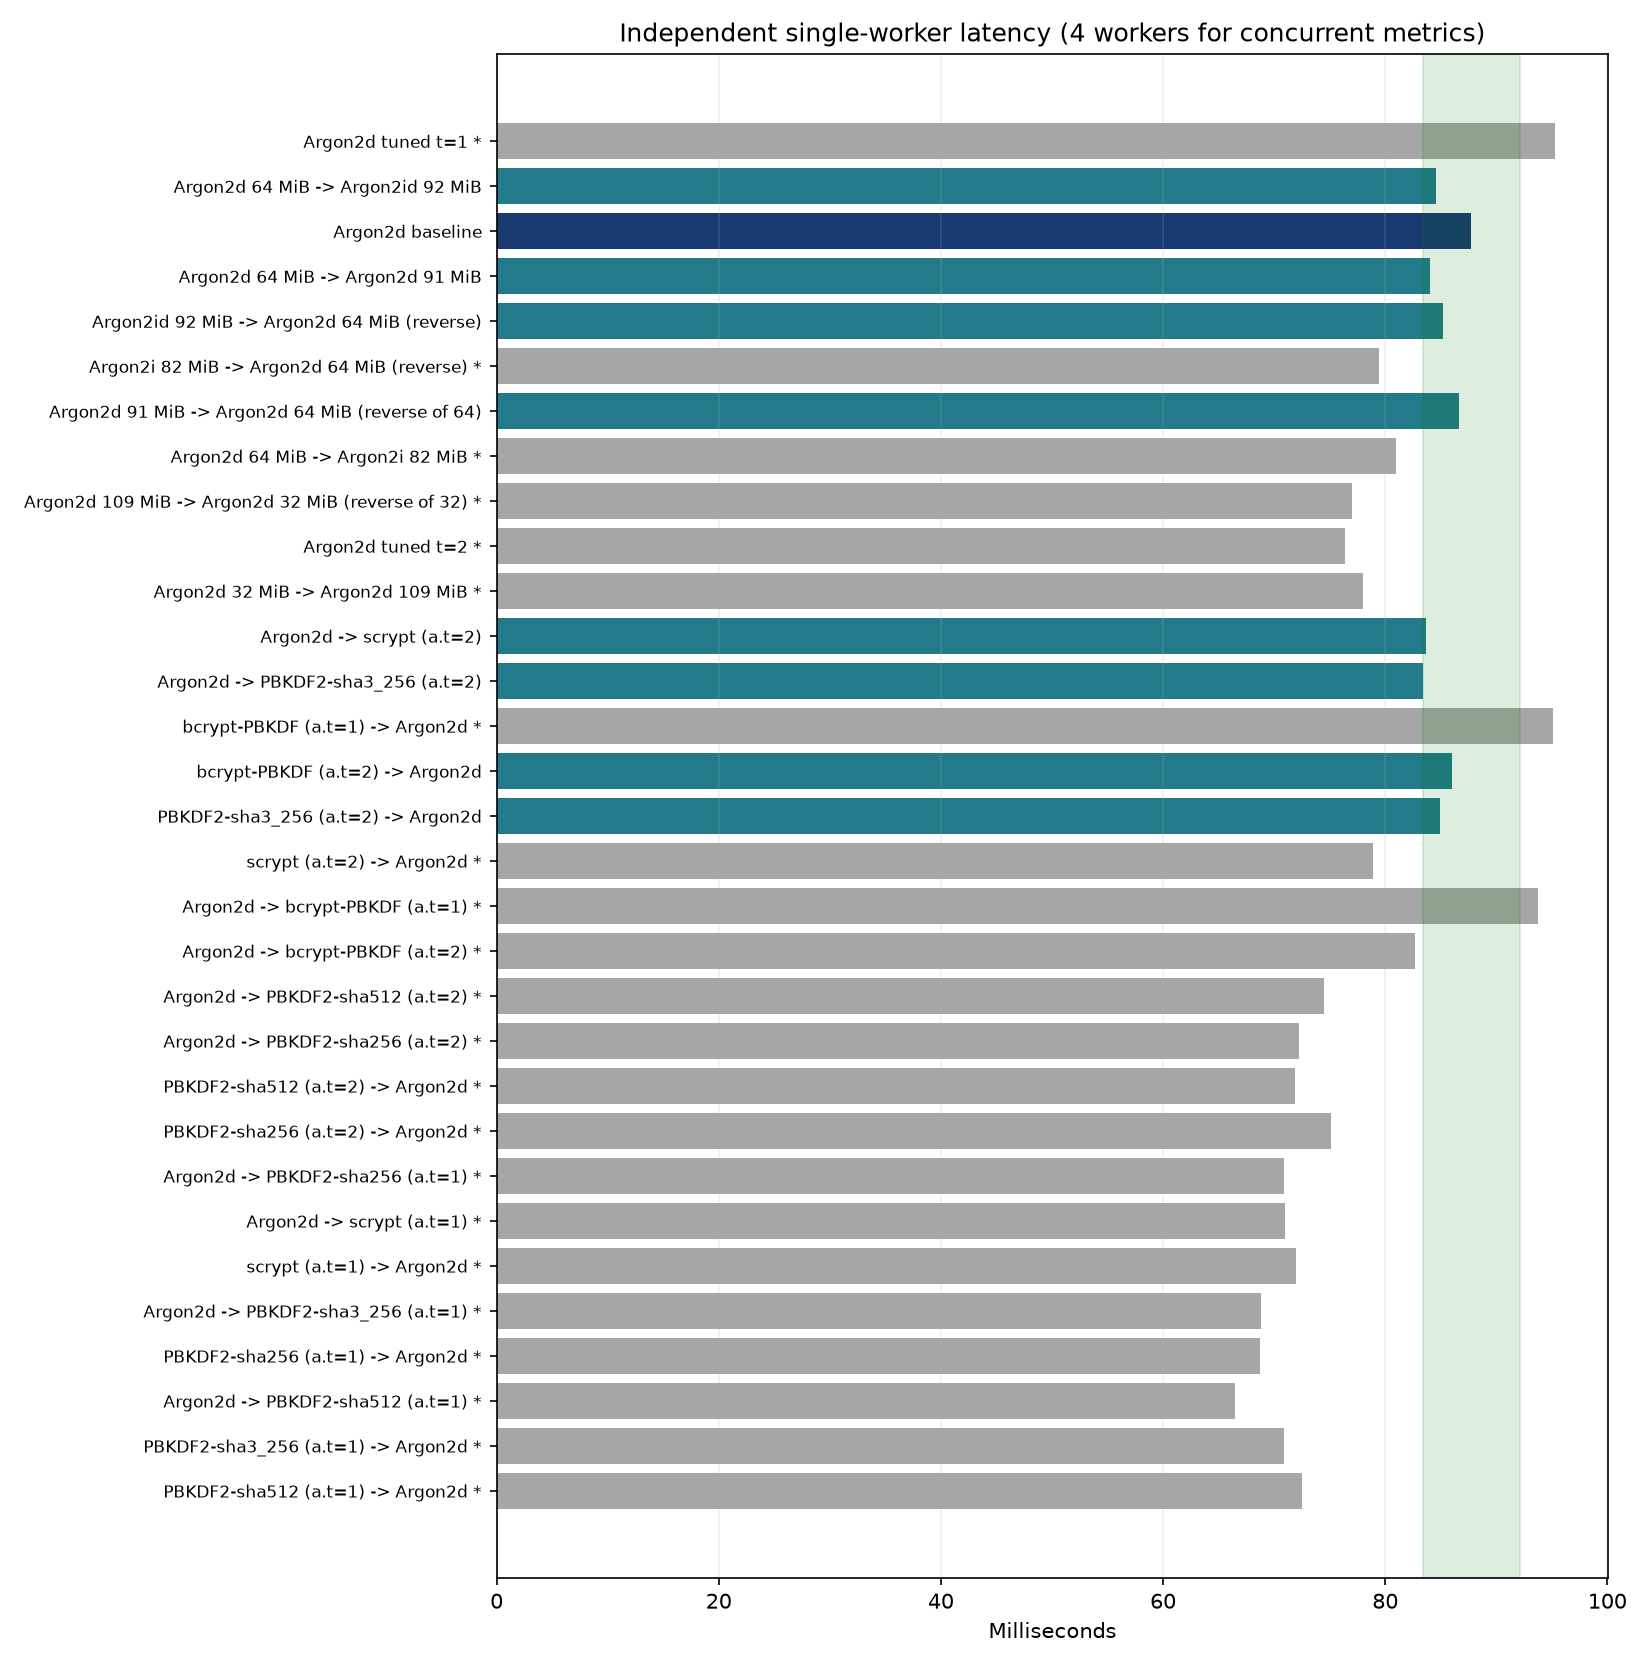 Independent single-worker latency (4 workers for concurrent metrics)
Argon2d tuned t=1 *
Argon2d 64 MiB -> Argon2id 92 MiB
Argon2d baseline
Argon2d 64 MiB -> Argon2d 91 MiB
Argon2id 92 MiB -> Argon2d 64 MiB (reverse)
Argon2i 82 MiB -> Argon2d 64 MiB (reverse) *
Argon2d 91 MiB -> Argon2d 64 MiB (reverse of 64)
Argon2d 64 MiB -> Argon2i 82 MiB *
Argon2d 109 MiB -> Argon2d 32 MiB (reverse of 32) *
Argon2d tuned t=2 *
Argon2d 32 MiB -> Argon2d 109 MiB *
Argon2d -> scrypt (a.t=2)
Argon2d -> PBKDF2-sha3_256 (a.t=2)
bcrypt-PBKDF (a.t=1) -> Argon2d *
bcrypt-PBKDF (a.t=2) -> Argon2d
PBKDF2-sha3_256 (a.t=2) -> Argon2d
scrypt (a.t=2) -> Argon2d *
Argon2d -> bcrypt-PBKDF (a.t=1) *
Argon2d -> bcrypt-PBKDF (a.t=2) *
Argon2d -> PBKDF2-sha512 (a.t=2) *
Argon2d -> PBKDF2-sha256 (a.t=2) *
PBKDF2-sha512 (a.t=2) -> Argon2d *
PBKDF2-sha256 (a.t=2) -> Argon2d *
Argon2d -> PBKDF2-sha256 (a.t=1) *
Argon2d -> scrypt (a.t=1) *
scrypt (a.t=1) -> Argon2d *
Argon2d -> PBKDF2-sha3_256 (a.t=1) *
PBKDF2-sha256 (a.t=1) -> Argon2d *
Argon2d -> PBKDF2-sha512 (a.t=1) *
PBKDF2-sha3_256 (a.t=1) -> Argon2d *
PBKDF2-sha512 (a.t=1) -> Argon2d *
0 20 40 60 80 100
Milliseconds